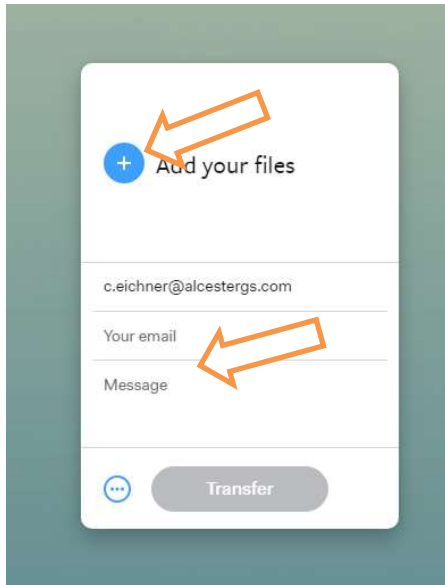 Add your files
c.eichner@alcestergs.com
Your email
Message
Transfer